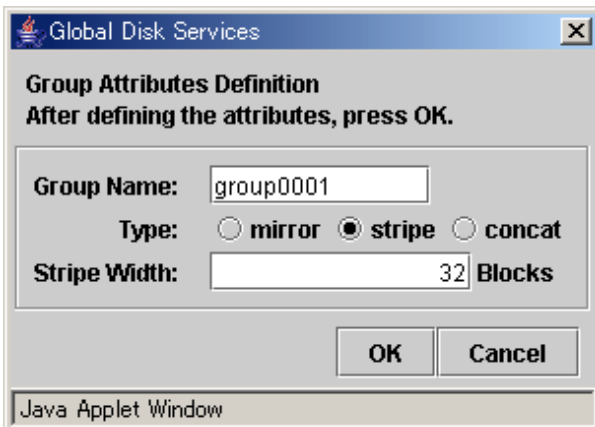 Global Disk Services
Group Attributes Definition
After defining the attributes, press OK.
Group Name: group0001
Type: mirror stripe concat
Stripe Width: 32 Blocks
OK Cancel
Java Applet Window